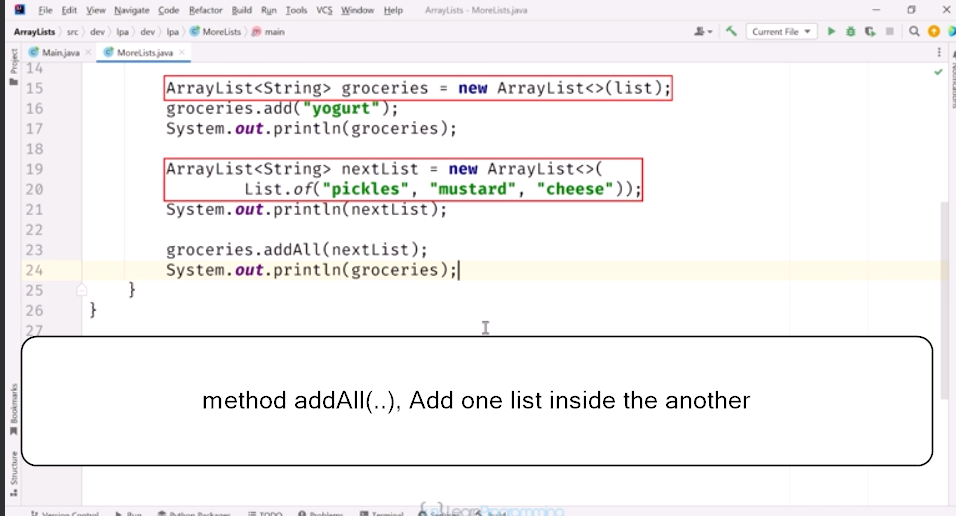 File Edit View Navigate Code Refactor Build Run Tools VCS Window Help ArrayLists - MoreLists.java
ArrayLists > src > dev > lpa > dev > lpa > MoreLists > main Current File
Project Main.java × MoreLists.java × Notifications
14
15 ArrayList<String> groceries = new ArrayList<>(list);
16 groceries.add("yogurt");
17 System.out.println(groceries);
18
19 ArrayList<String> nextList = new ArrayList<>(
20 List.of("pickles", "mustard", "cheese"));
21 System.out.println(nextList);
22
23 groceries.addAll(nextList);
24 System.out.println(groceries);
25 }
26 }
27
method addAll(..), Add one list inside the another
Bookmarks
Structure
Version Control Run Python Packages TODO Problems Terminal